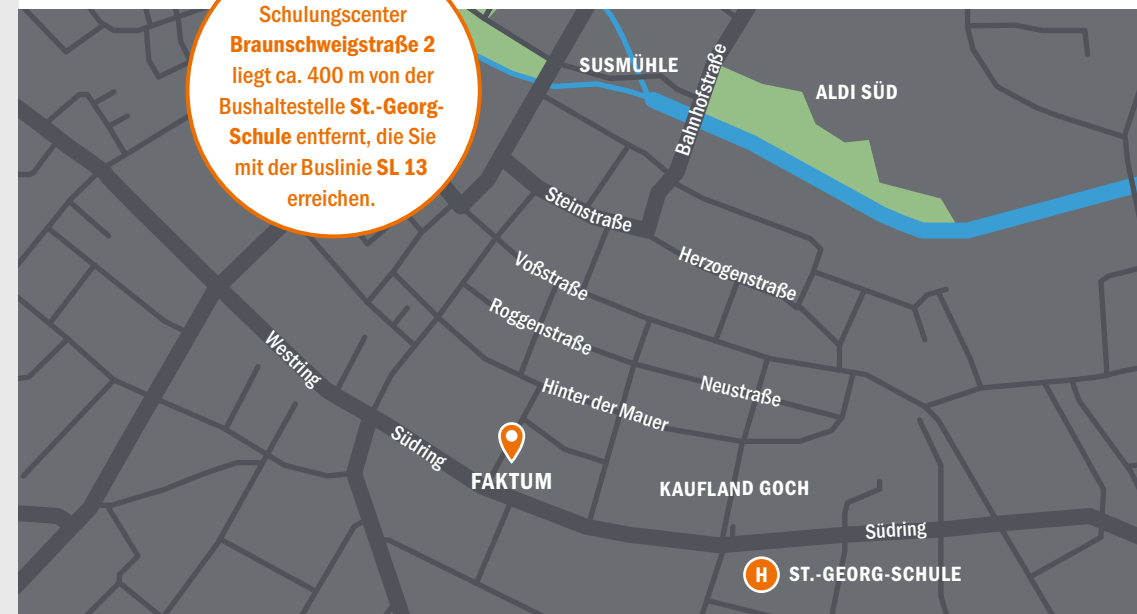 Schulungscenter
Braunschweigstraße 2
liegt ca. 400 m von der
Bushaltestelle St.-Georg-
Schule entfernt, die Sie
mit der Buslinie SL 13
erreichen.
SUSMÜHLE
Bahnhofstraße
ALDI SÜD
Steinstraße
Herzogenstraße
Voßstraße
Roggenstraße
Westring
Neustraße
Hinter der Mauer
Südring
FAKTUM
KAUFLAND GOCH
Südring
H ST.-GEORG-SCHULE